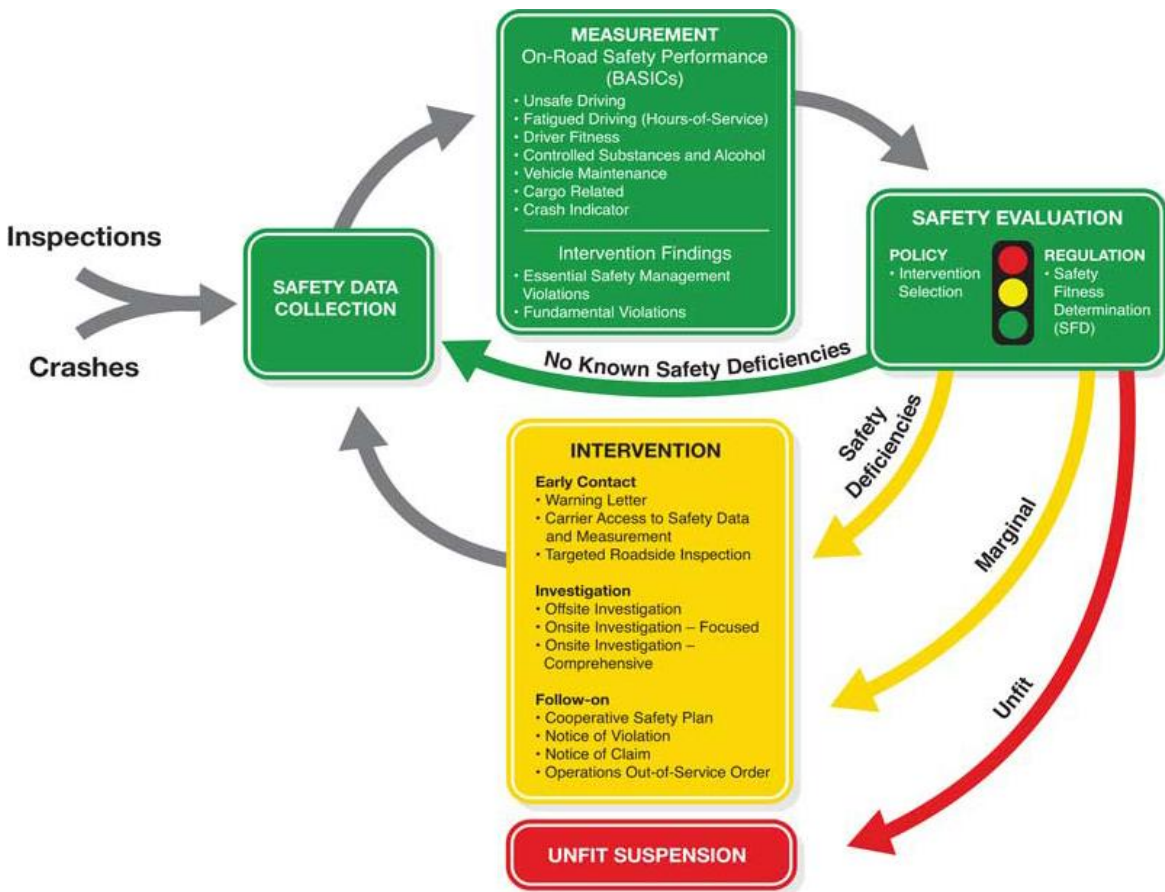 MEASUREMENT
On-Road Safety Performance
(BASICs)
• Unsafe Driving
• Fatigued Driving (Hours-of-Service)
• Driver Fitness
• Controlled Substances and Alcohol
• Vehicle Maintenance
• Cargo Related
• Crash Indicator
Intervention Findings
• Essential Safety Management
Violations
• Fundamental Violations
Inspections
Crashes
SAFETY DATA
COLLECTION
SAFETY EVALUATION
POLICY
• Intervention
Selection
REGULATION
• Safety
Fitness
Determination
(SFD)
No Known Safety Deficiencies
Safety
Deficiencies
Marginal
Unfit
INTERVENTION
Early Contact
• Warning Letter
• Carrier Access to Safety Data
and Measurement
• Targeted Roadside Inspection
Investigation
• Offsite Investigation
• Onsite Investigation – Focused
• Onsite Investigation –
Comprehensive
Follow-on
• Cooperative Safety Plan
• Notice of Violation
• Notice of Claim
• Operations Out-of-Service Order
UNFIT SUSPENSION